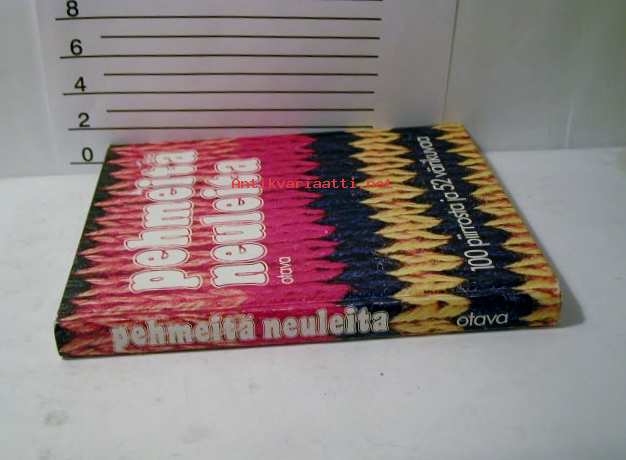 8
6
4
2
0
pehmeitä
neuleita
otava
100 piirrosta ja 52 värikuvaa
Antikvariaatti.net
pehmeitä neuleita
otava